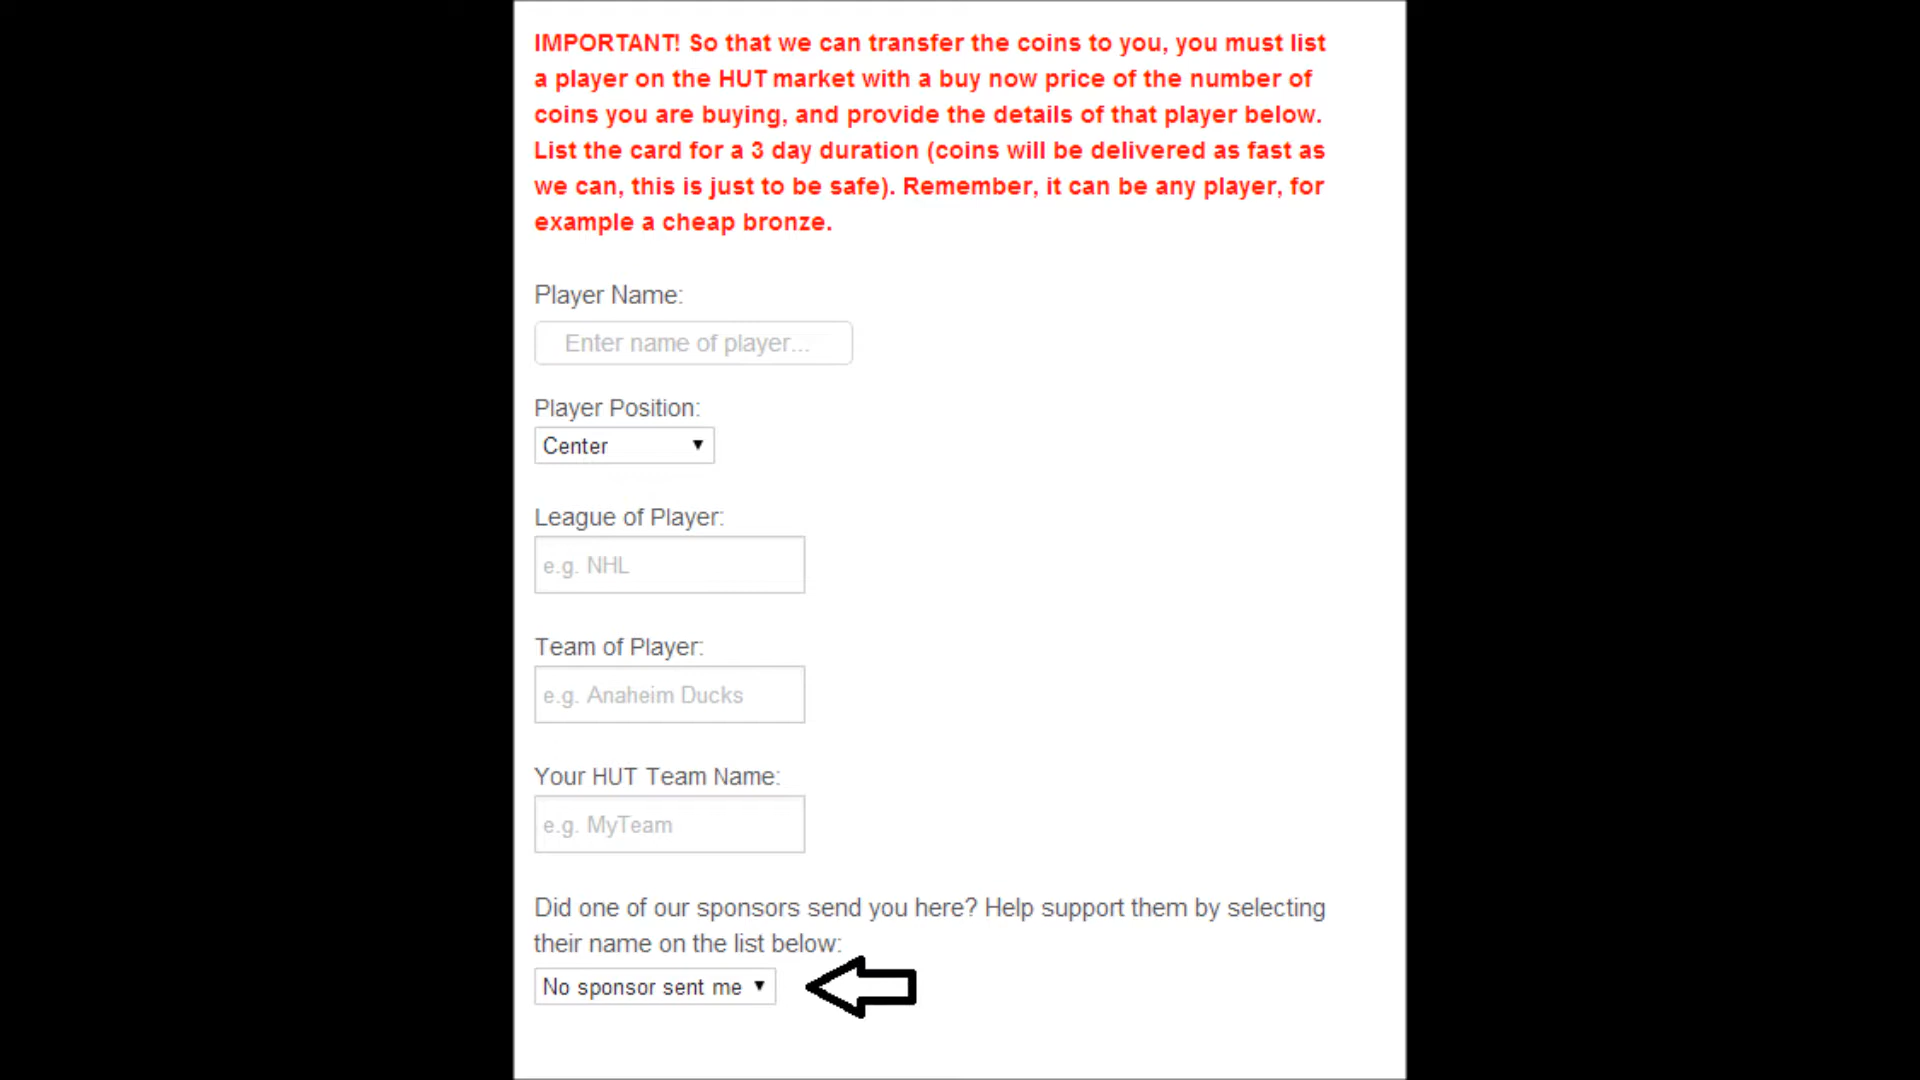 IMPORTANT! So that we can transfer the coins to you, you must list
a player on the HUT market with a buy now price of the number of
coins you are buying, and provide the details of that player below.
List the card for a 3 day duration (coins will be delivered as fast as
we can, this is just to be safe). Remember, it can be any player, for
example a cheap bronze.
Player Name:
Enter name of player...
Player Position:
Center
League of Player:
e.g. NHL
Team of Player:
e.g. Anaheim Ducks
Your HUT Team Name:
e.g. MyTeam
Did one of our sponsors send you here? Help support them by selecting
their name on the list below:
No sponsor sent me